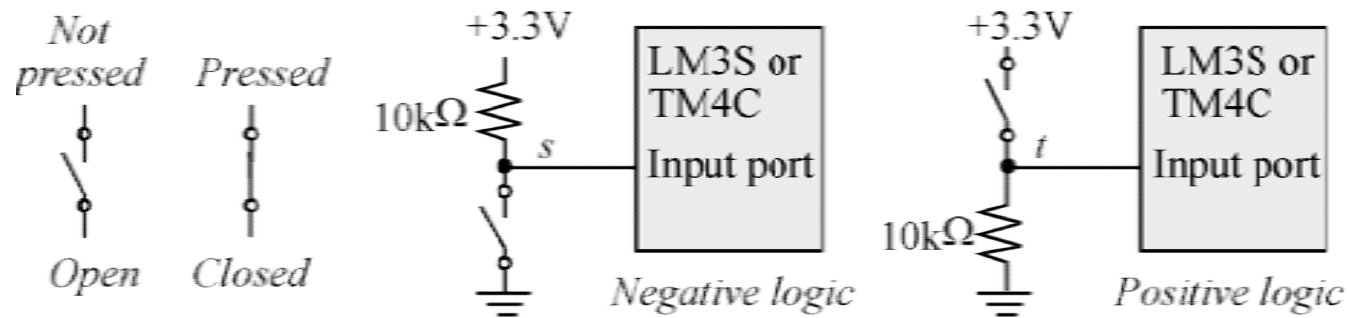 Not
pressed
Pressed
Open
Closed
+3.3V
10kΩ
s
LM3S or
TM4C
Input port
Negative logic
+3.3V
t
10kΩ
LM3S or
TM4C
Input port
Positive logic